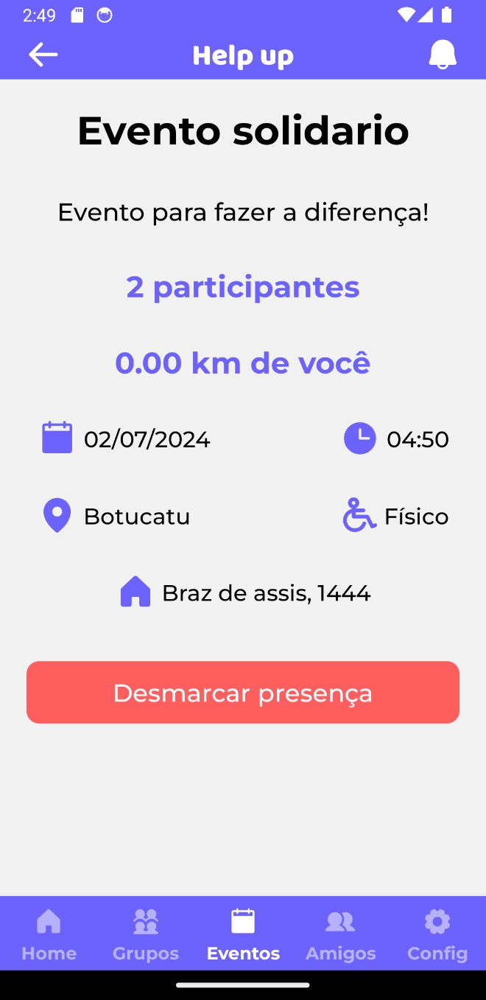 2:49
Help up
Evento solidario
Evento para fazer a diferença!
2 participantes
0.00 km de você
02/07/2024
04:50
Botucatu
Físico
Braz de assis, 1444
Desmarcar presença
Home
Grupos
Eventos
Amigos
Config